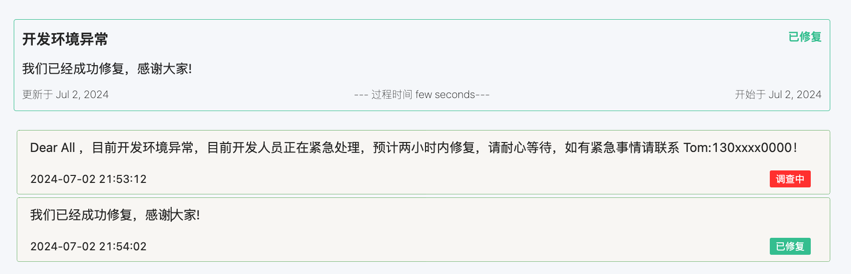 开发环境异常 已修复
我们已经成功修复，感谢大家!
更新于 Jul 2, 2024 --- 过程时间 few seconds--- 开始于 Jul 2, 2024
Dear All ，目前开发环境异常，目前开发人员正在紧急处理，预计两小时内修复，请耐心等待，如有紧急事情请联系 Tom:130xxxx0000！
2024-07-02 21:53:12 调查中
我们已经成功修复，感谢大家!
2024-07-02 21:54:02 已修复